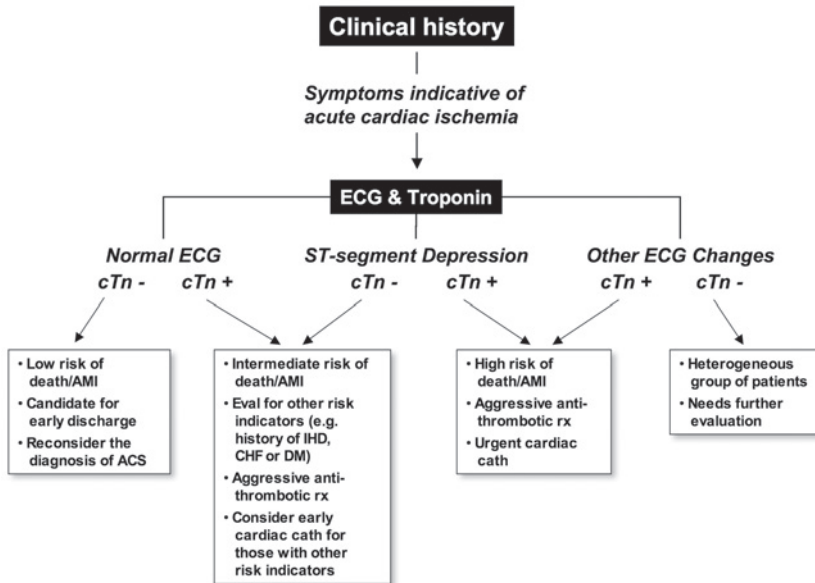 Clinical history
Symptoms indicative of
acute cardiac ischemia
ECG & Troponin
Normal ECG
cTn - cTn +
ST-segment Depression
cTn - cTn +
Other ECG Changes
cTn + cTn -
• Low risk of
death/AMI
• Candidate for
early discharge
• Reconsider the
diagnosis of ACS
• Intermediate risk of
death/AMI
• Eval for other risk
indicators (e.g.
history of IHD,
CHF or DM)
• Aggressive anti-
thrombotic rx
• Consider early
cardiac cath for
those with other
risk indicators
• High risk of
death/AMI
• Aggressive anti-
thrombotic rx
• Urgent cardiac
cath
• Heterogeneous
group of patients
• Needs further
evaluation